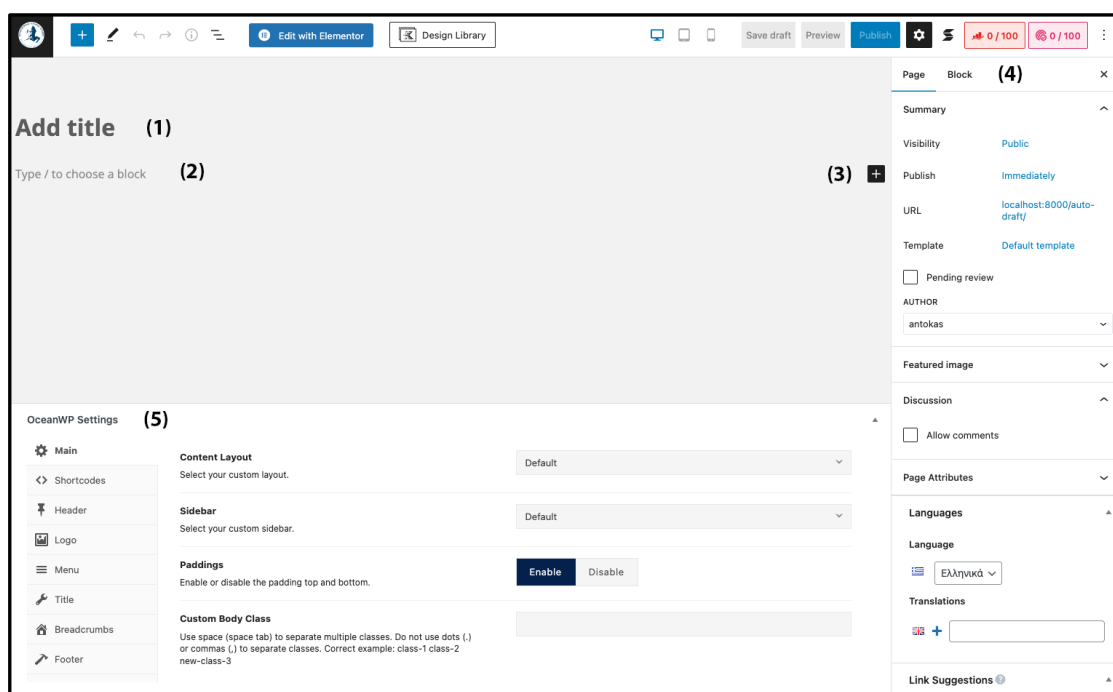 Edit with Elementor
Design Library
Save draft
Preview
Publish
0 / 100
0 / 100
Page
Block
(4)
Add title
(1)
Type / to choose a block
(2)
(3)
Summary
Visibility
Public
Publish
Immediately
URL
localhost:8000/auto-
draft/
Template
Default template
Pending review
AUTHOR
antokas
Featured image
Discussion
Allow comments
Page Attributes
Languages
Language
Ελληνικά
Translations
Link Suggestions
OceanWP Settings
(5)
Main
Shortcodes
Header
Logo
Menu
Title
Breadcrumbs
Footer
Content Layout
Select your custom layout.
Default
Sidebar
Select your custom sidebar.
Default
Paddings
Enable or disable the padding top and bottom.
Enable
Disable
Custom Body Class
Use space (space tab) to separate multiple classes. Do not use dots (.)
or commas (,) to separate classes. Correct example: class-1 class-2
new-class-3